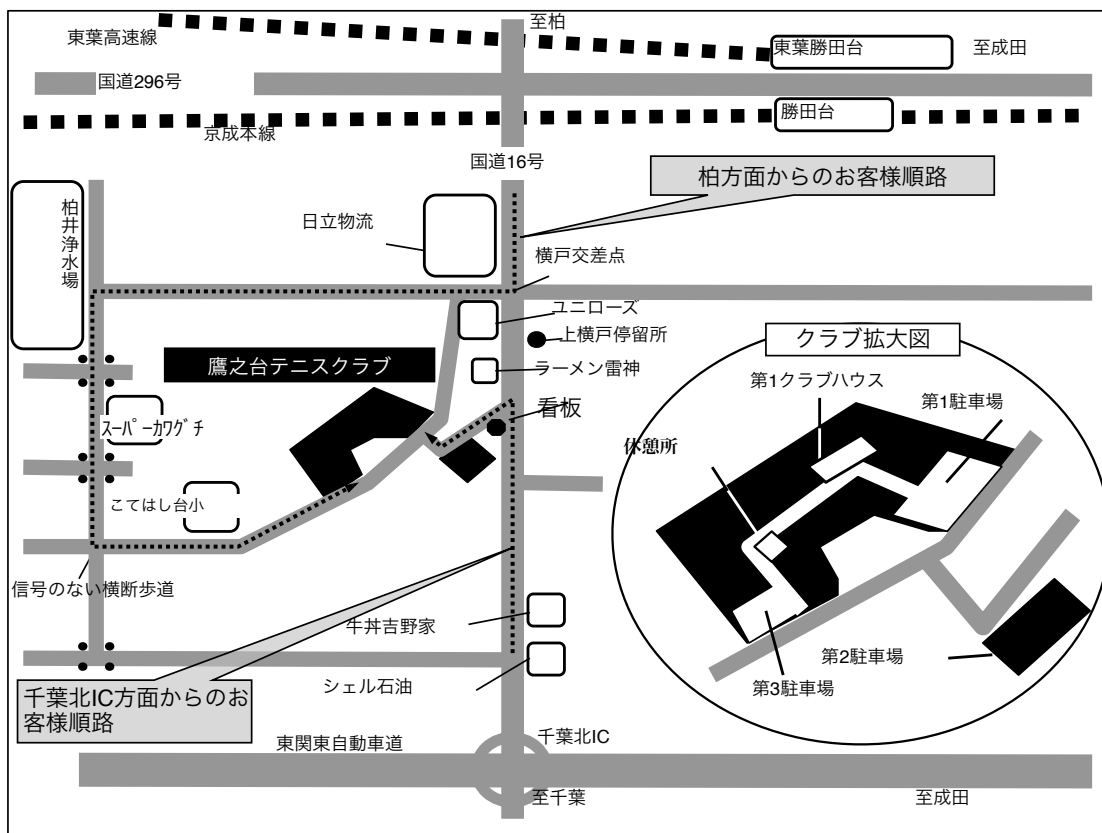 至柏
東葉高速線
東葉勝田台
至成田
国道296号
勝田台
京成本線
国道16号
柏方面からのお客様順路
柏井浄水場
日立物流
横戸交差点
ユニローズ
上横戸停留所
クラブ拡大図
鷹之台テニスクラブ
ラーメン雷神
第1クラブハウス
看板
第1駐車場
スーパーカワグチ
休憩所
こてはし台小
信号のない横断歩道
牛丼吉野家
第2駐車場
シェル石油
第3駐車場
千葉北IC方面からのお
客様順路
東関東自動車道
千葉北IC
至千葉
至成田